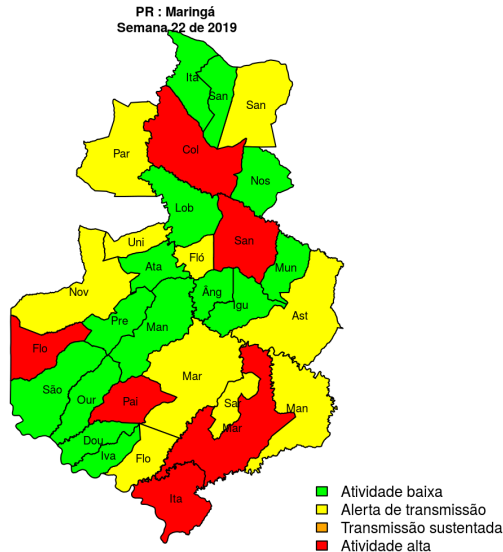 PR : Maringá
Semana 22 de 2019
Itá
San
San
Par
Col
Nos
Lob
Uni
San
Fló
Ata
Mun
Nov
Âng
Igu
Ast
Pre
Man
Flo
Mar
São
Our
Pai
Sa
Man
Mar
Dou
Iva
Flo
Ita
Atividade baixa
Alerta de transmissão
Transmissão sustentada
Atividade alta